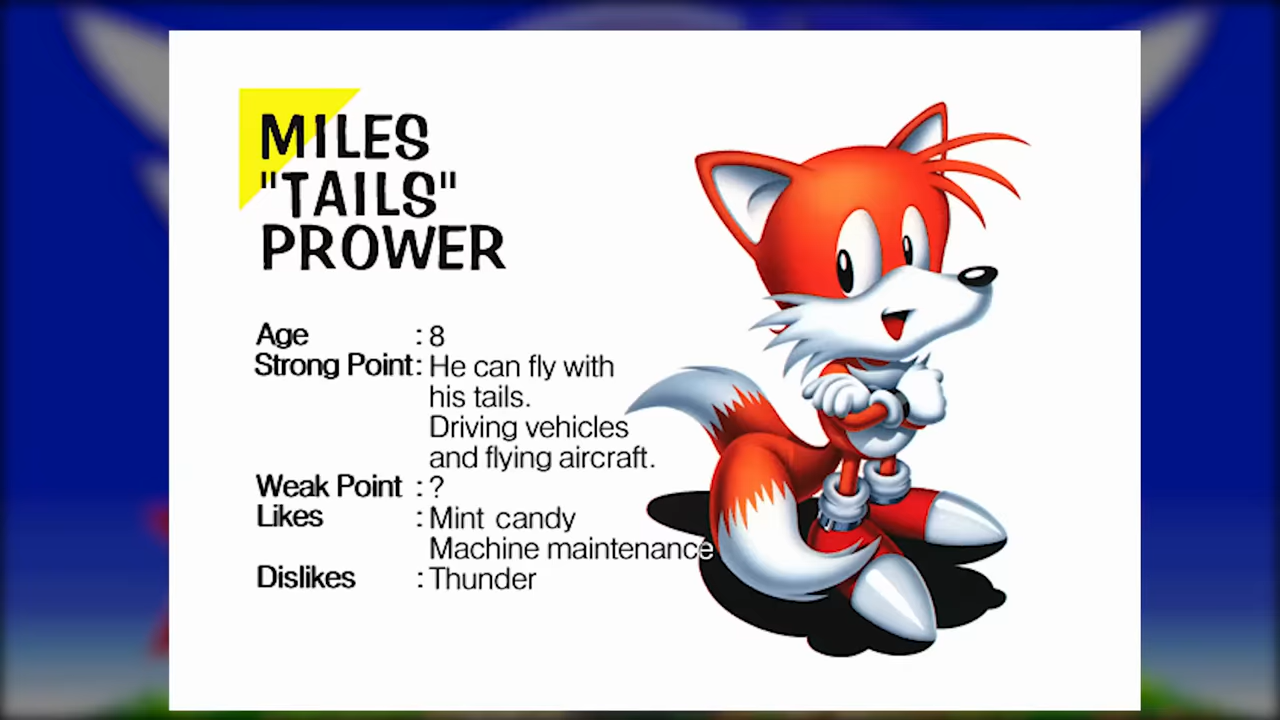 MILES
"TAILS"
PROWER
Age : 8
Strong Point : He can fly with
his tails.
Driving vehicles
and flying aircraft.
Weak Point : ?
Likes : Mint candy
Machine maintenance
Dislikes : Thunder